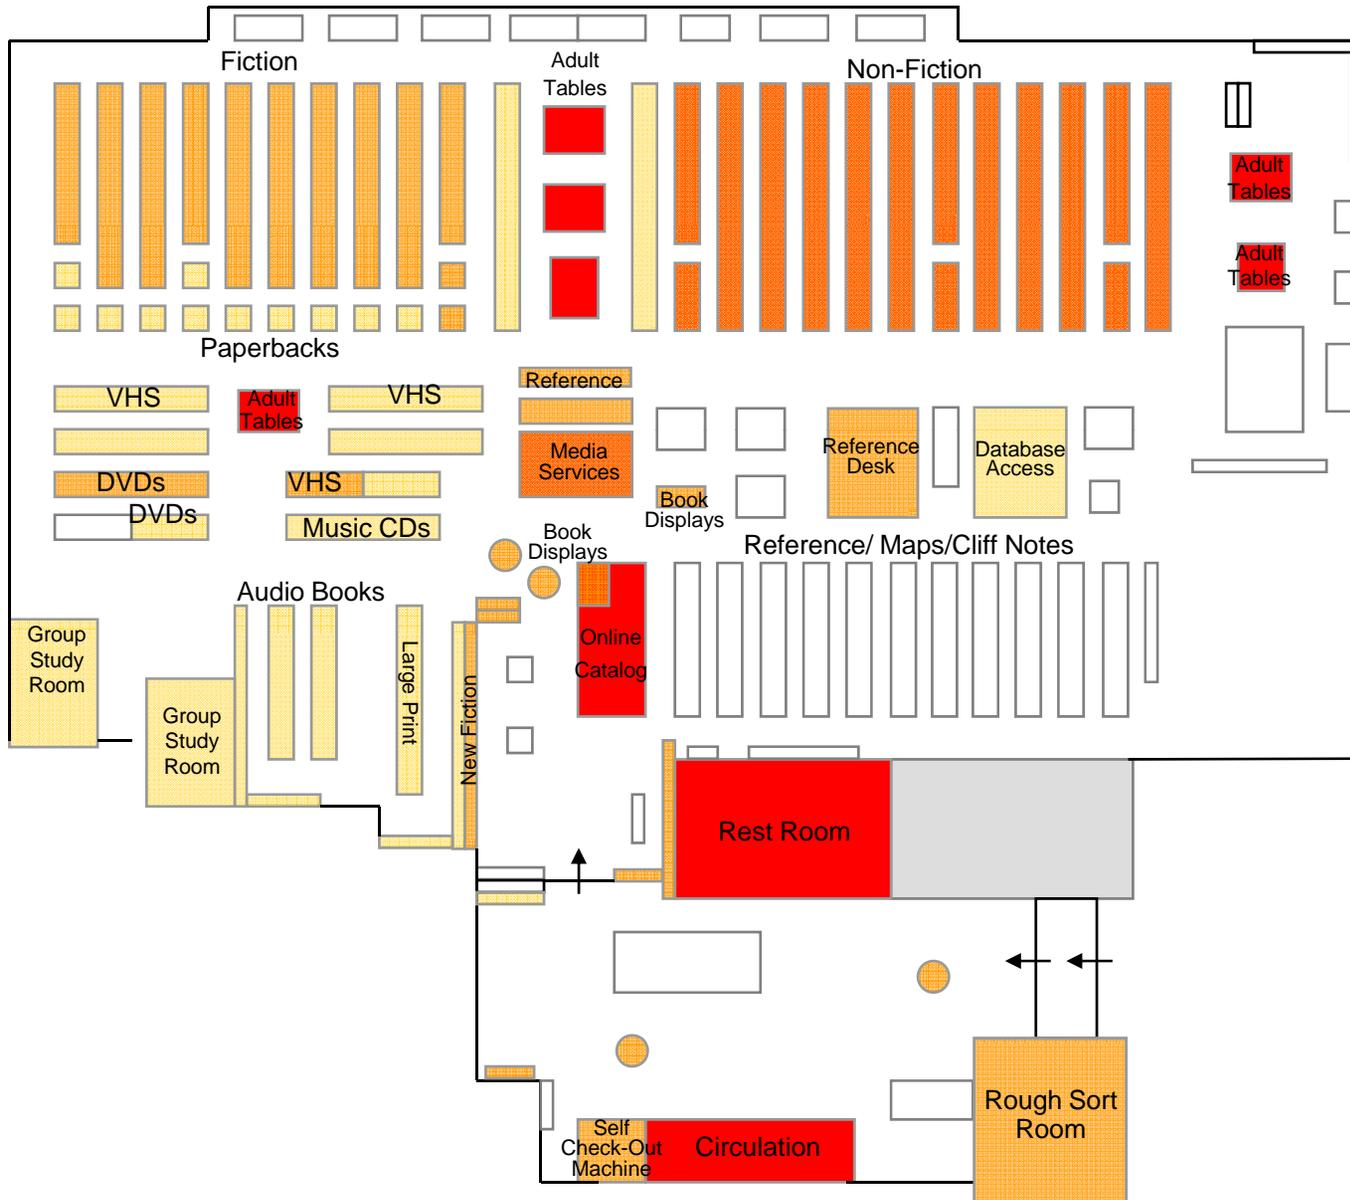 Fiction
Adult
Tables
Non-Fiction
Adult
Tables
Adult
Tables
Paperbacks
VHS
Adult
Tables
VHS
Reference
Media
Services
Reference
Desk
Database
Access
DVDs
VHS
Book
Displays
DVDs
Music CDs
Book
Displays
Reference/ Maps/Cliff Notes
Audio Books
Group
Study
Room
Large Print
Online
Catalog
New Fiction
Group
Study
Room
Rest Room
Rough Sort
Room
Self
Check-Out
Machine
Circulation